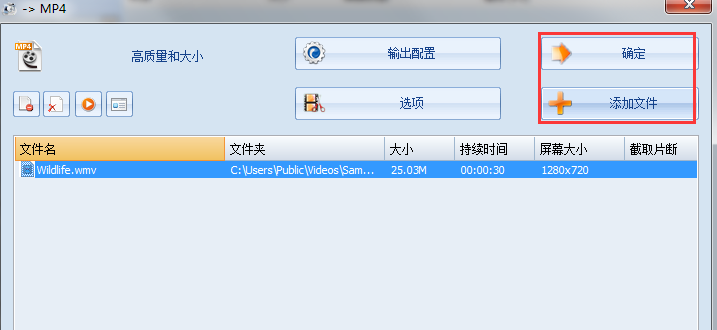 -> MP4
MP4
高质量和大小
输出配置
确定
选项
添加文件
文件名 文件夹 大小 持续时间 屏幕大小 截取片断
Wildlife.wmv C:\Users\Public\Videos\Sam... 25.03M 00:00:30 1280x720